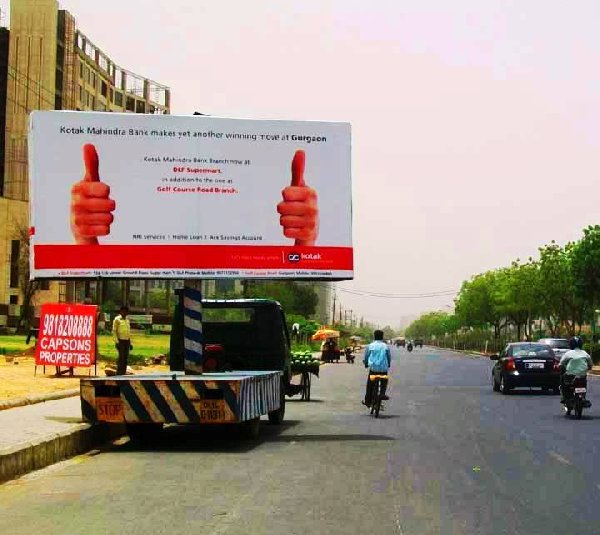 Kotak Mahindra Bank makes yet another winning move at Gurgaon
Kotak Mahindra Bank Branch now at
DLF Supermart,
in addition to the one at
Golf Course Road Branch.
NRI Services | Home Loan | Ace Savings Account
kotak
9818208888
CAPSONS
PROPERTIES
STOP